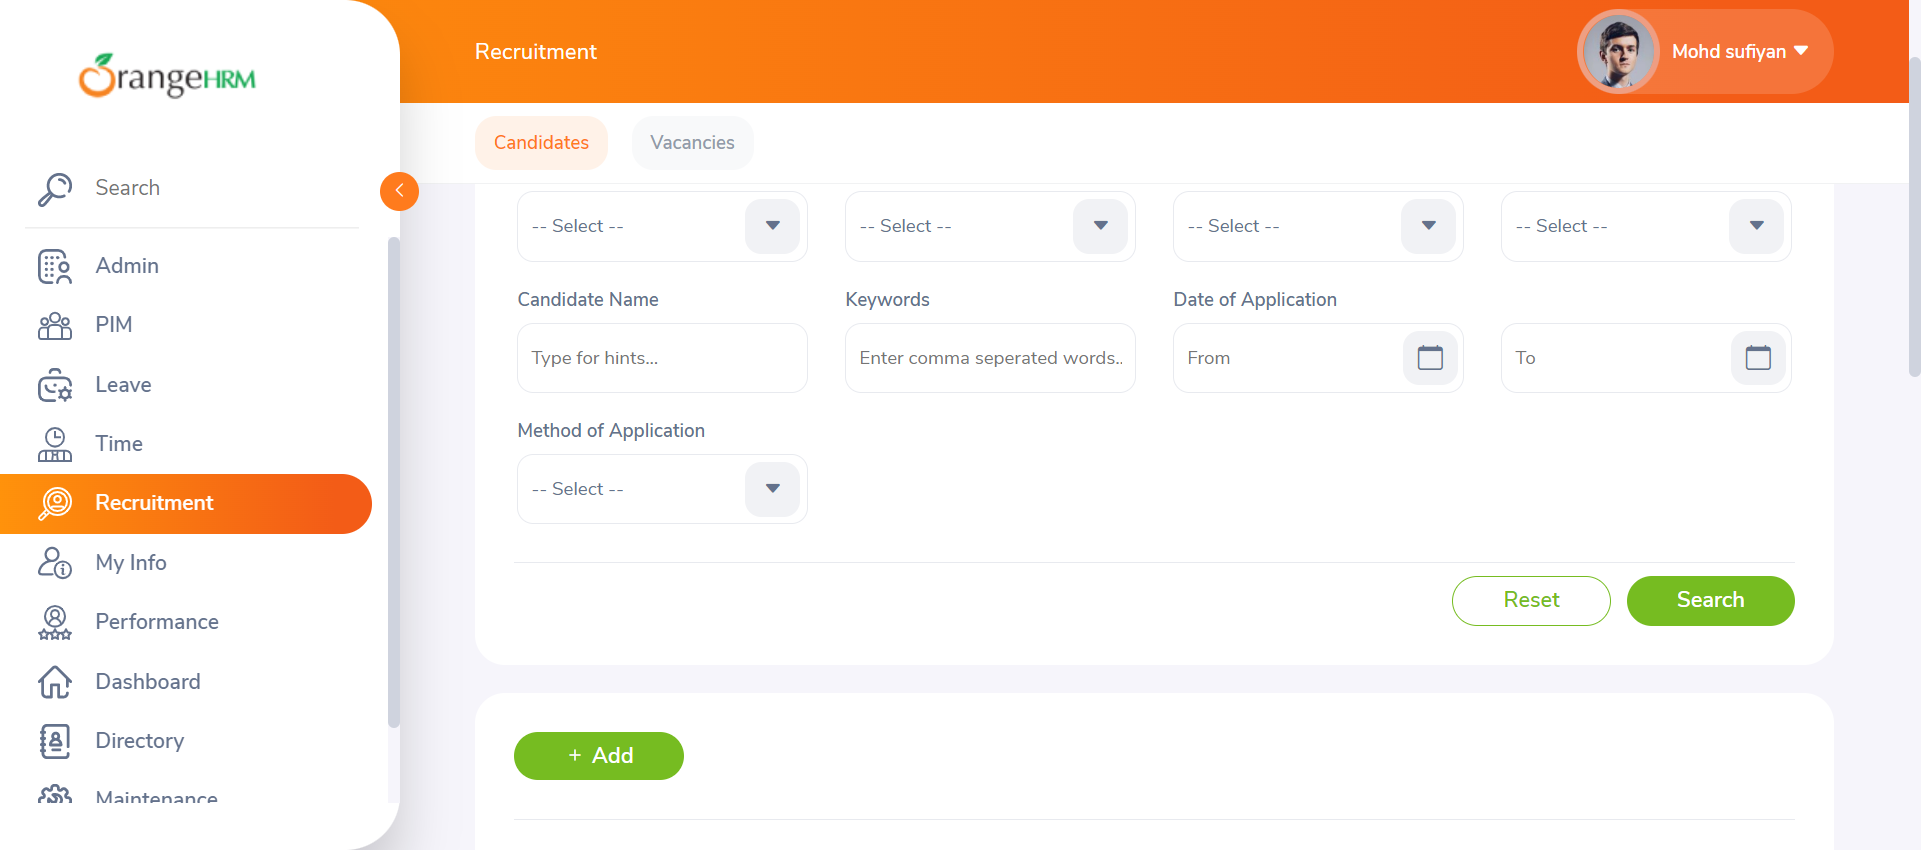 OrangeHRM
Recruitment
Mohd sufiyan
Candidates
Vacancies
Search
Admin
PIM
Leave
Time
Recruitment
My Info
Performance
Dashboard
Directory
Maintenance
-- Select --
-- Select --
-- Select --
-- Select --
Candidate Name
Keywords
Date of Application
Type for hints...
Enter comma seperated words..
From
To
Method of Application
-- Select --
Reset
Search
+ Add